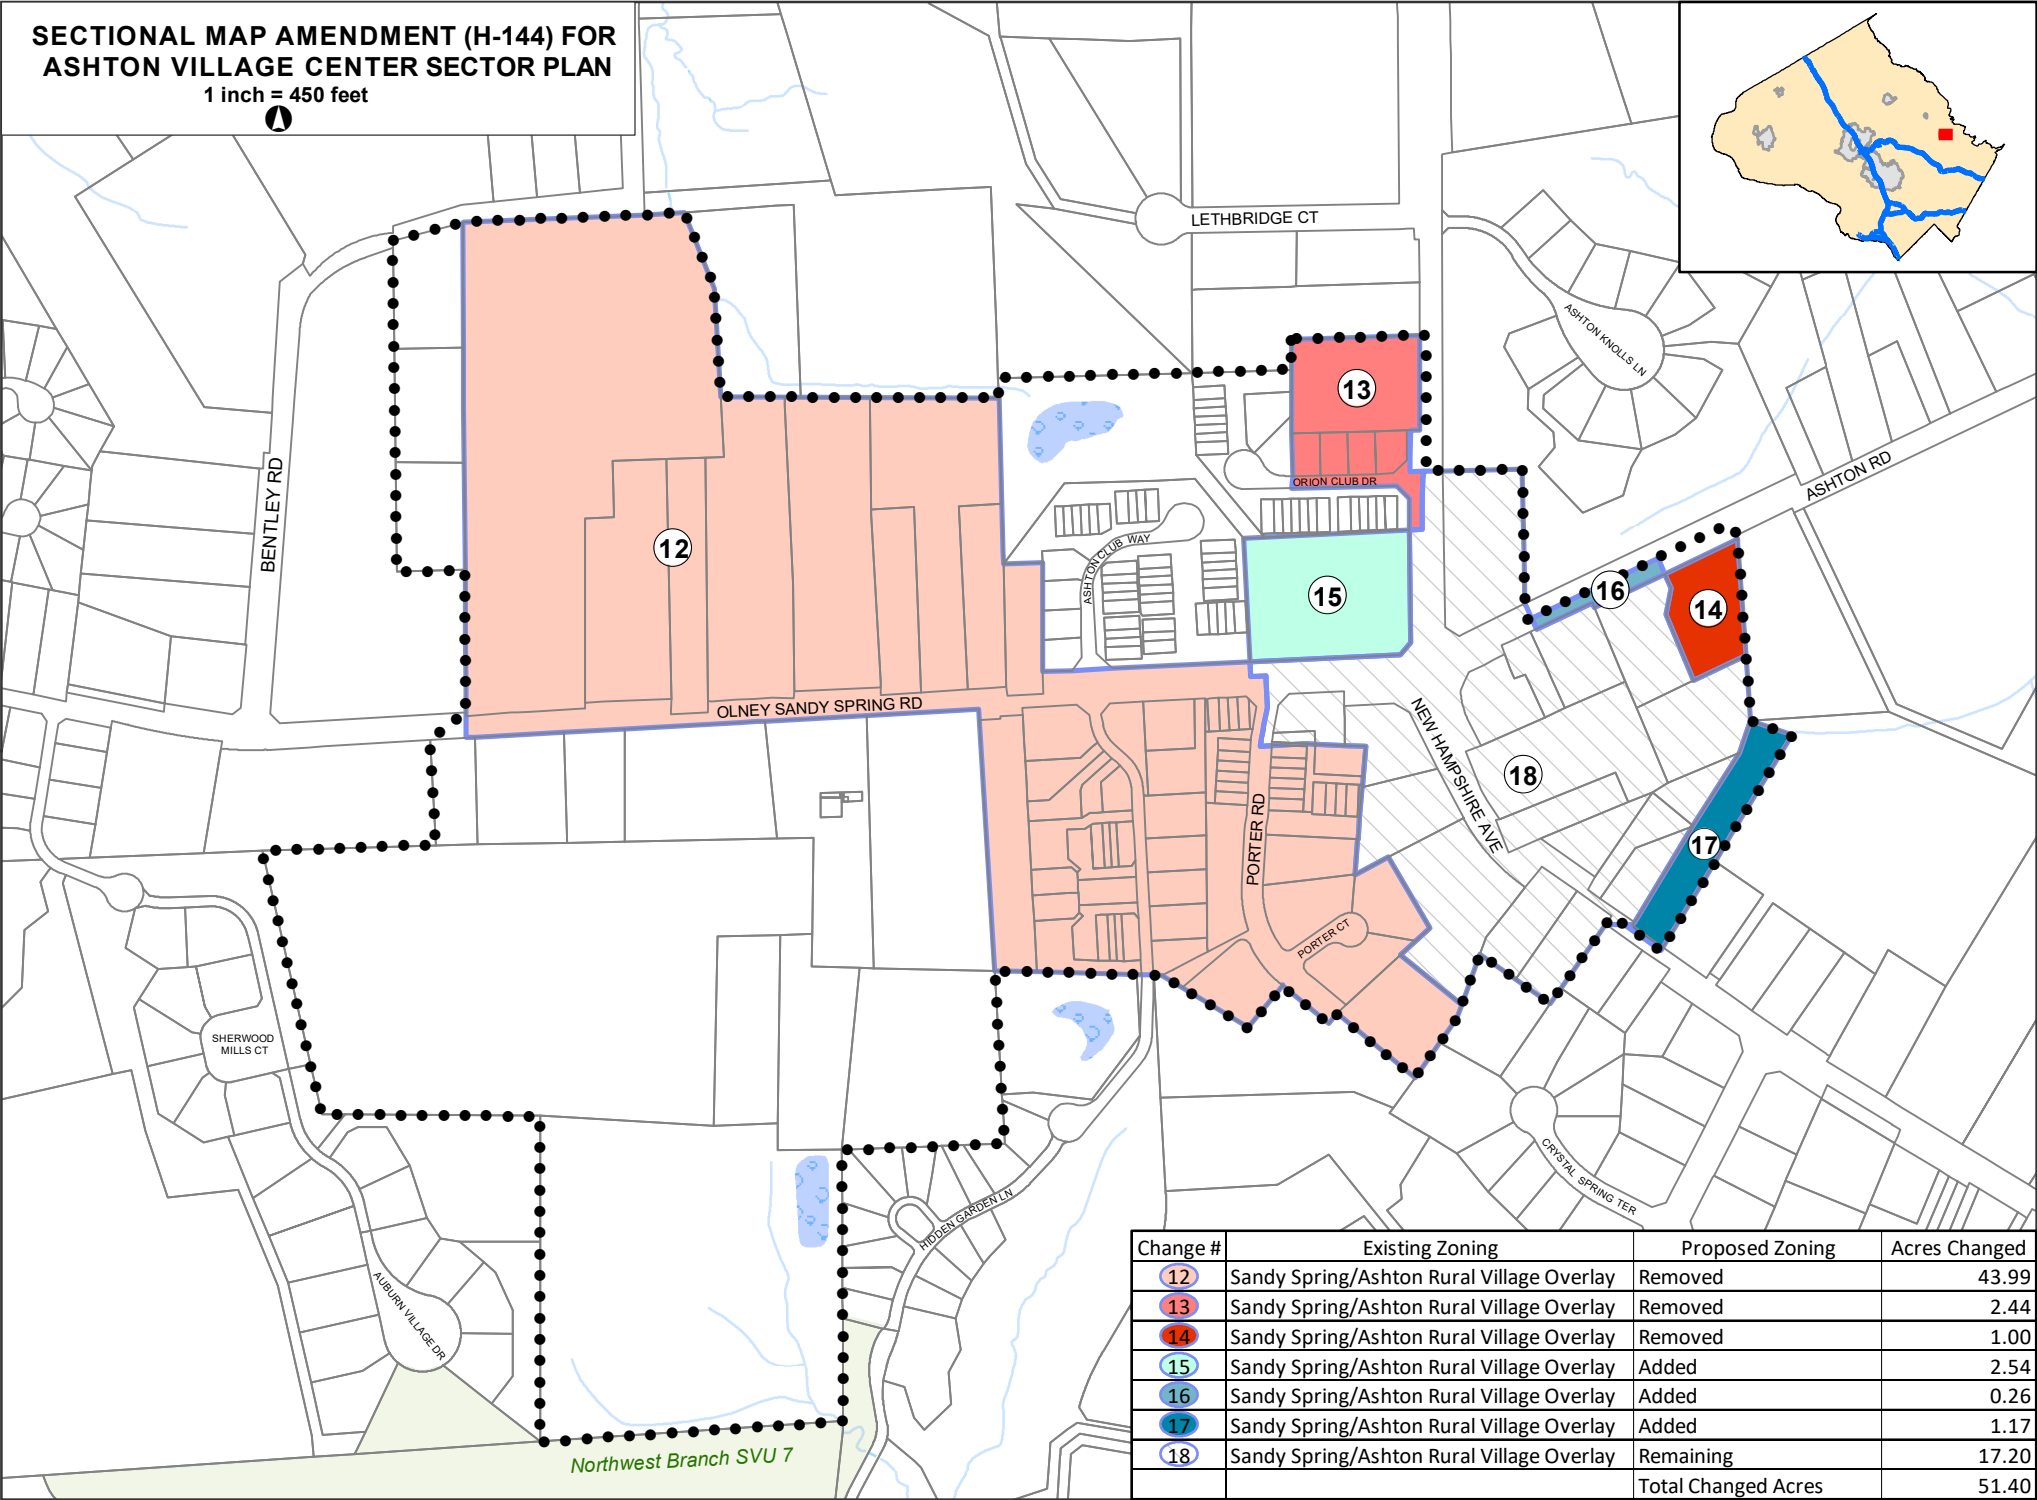 SECTIONAL MAP AMENDMENT (H-144) FOR
ASHTON VILLAGE CENTER SECTOR PLAN
1 inch = 450 feet
LETHBRIDGE CT
ASHTON KNOLLS LN
13
ASHTON RD
BENTLEY RD
ORION CLUB DR
12
ASHTON CLUB WAY
15
16
14
OLNEY SANDY SPRING RD
NEW HAMPSHIRE AVE
18
PORTER RD
17
PORTER CT
SHERWOOD
MILLS CT
CRYSTAL SPRING TER
HIDDEN GARDEN LN
AUBURN VILLAGE DR
Northwest Branch SVU 7
Change # Existing Zoning Proposed Zoning Acres Changed
12 Sandy Spring/Ashton Rural Village Overlay Removed 43.99
13 Sandy Spring/Ashton Rural Village Overlay Removed 2.44
14 Sandy Spring/Ashton Rural Village Overlay Removed 1.00
15 Sandy Spring/Ashton Rural Village Overlay Added 2.54
16 Sandy Spring/Ashton Rural Village Overlay Added 0.26
17 Sandy Spring/Ashton Rural Village Overlay Added 1.17
18 Sandy Spring/Ashton Rural Village Overlay Remaining 17.20
Total Changed Acres 51.40